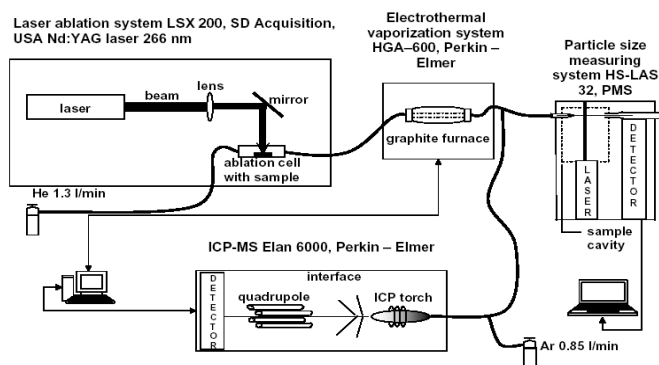 Laser ablation system LSX 200, SD Acquisition,
USA Nd:YAG laser 266 nm
Electrothermal
vaporization system
HGA–600, Perkin –
Elmer
Particle size
measuring
system HS-LAS
32, PMS
laser
beam
lens
mirror
ablation cell
with sample
graphite furnace
LASER
DETECTOR
sample
cavity
He 1.3 l/min
ICP-MS Elan 6000, Perkin – Elmer
DETECTOR
interface
quadrupole
ICP torch
Ar 0.85 l/min